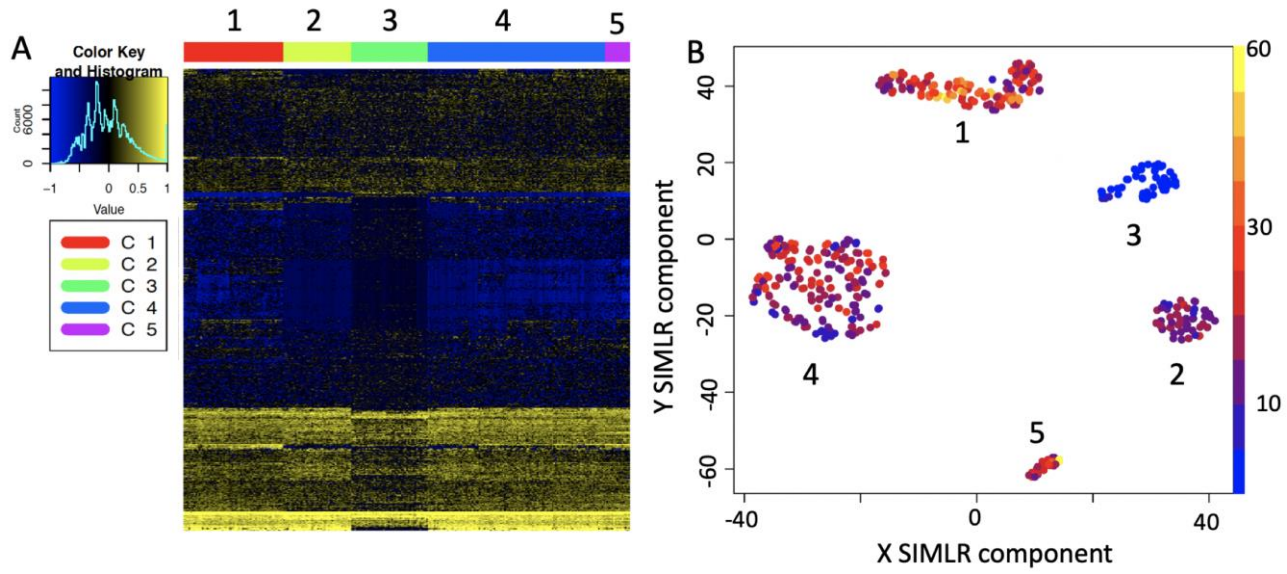 A
Color Key
and Histogram
Count
0 6000
-1 0 0.5 1
Value
C 1
C 2
C 3
C 4
C 5
1 2 3 4 5
B
Y SIMLR component
-60 -40 -20 0 20 40
1
3
4
2
5
-40 0 40
X SIMLR component
60
30
10